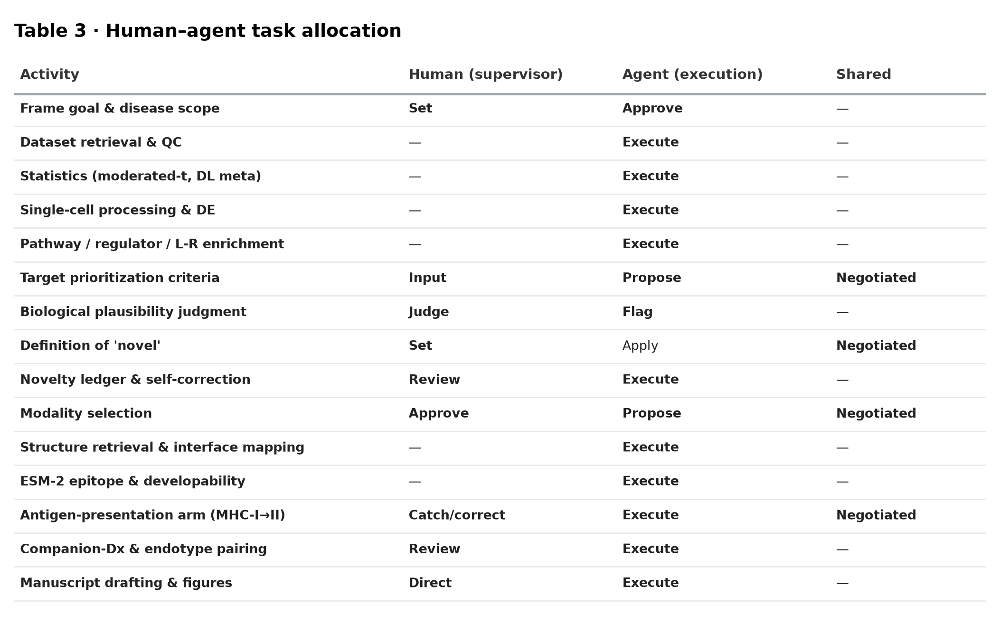 Table 3 · Human–agent task allocation
Activity Human (supervisor) Agent (execution) Shared
Frame goal & disease scope Set Approve —
Dataset retrieval & QC — Execute —
Statistics (moderated-t, DL meta) — Execute —
Single-cell processing & DE — Execute —
Pathway / regulator / L-R enrichment — Execute —
Target prioritization criteria Input Propose Negotiated
Biological plausibility judgment Judge Flag —
Definition of 'novel' Set Apply Negotiated
Novelty ledger & self-correction Review Execute —
Modality selection Approve Propose Negotiated
Structure retrieval & interface mapping — Execute —
ESM-2 epitope & developability — Execute —
Antigen-presentation arm (MHC-I→II) Catch/correct Execute Negotiated
Companion-Dx & endotype pairing Review Execute —
Manuscript drafting & figures Direct Execute —